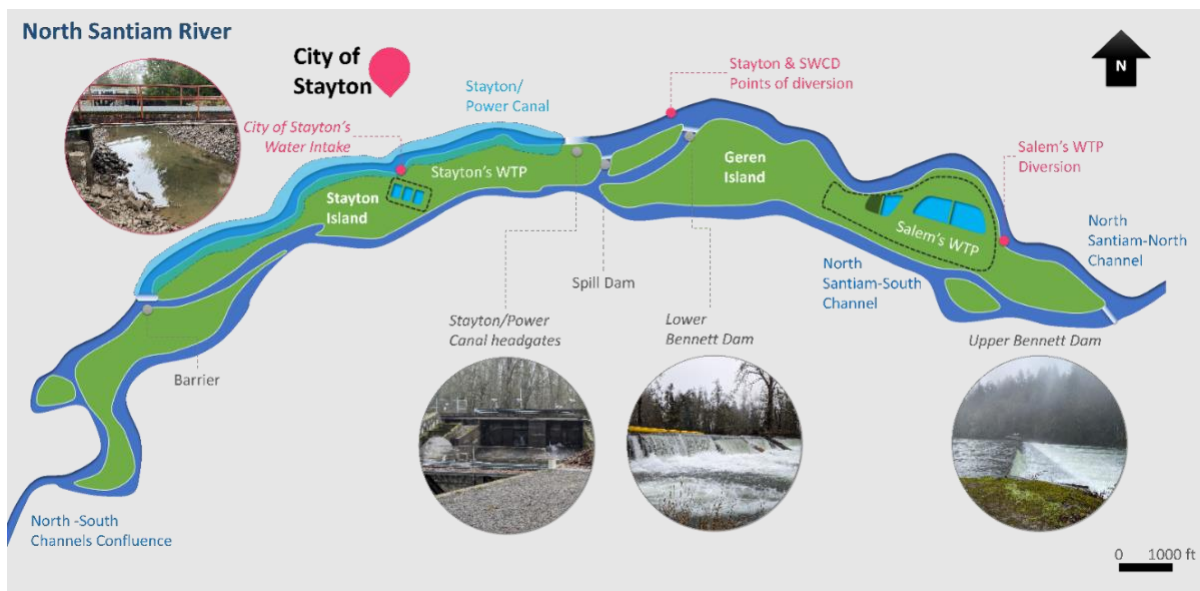 North Santiam River
City of
Stayton
N
Stayton & SWCD
Points of diversion
Stayton/
Power Canal
City of Stayton's
Water Intake
Salem's WTP
Diversion
Geren
Island
Stayton's WTP
Stayton
Island
Salem's WTP
North
Santiam-North
Channel
North
Santiam-South
Channel
Spill Dam
Stayton/Power
Canal headgates
Lower
Bennett Dam
Upper Bennett Dam
Barrier
North -South
Channels Confluence
0 1000 ft